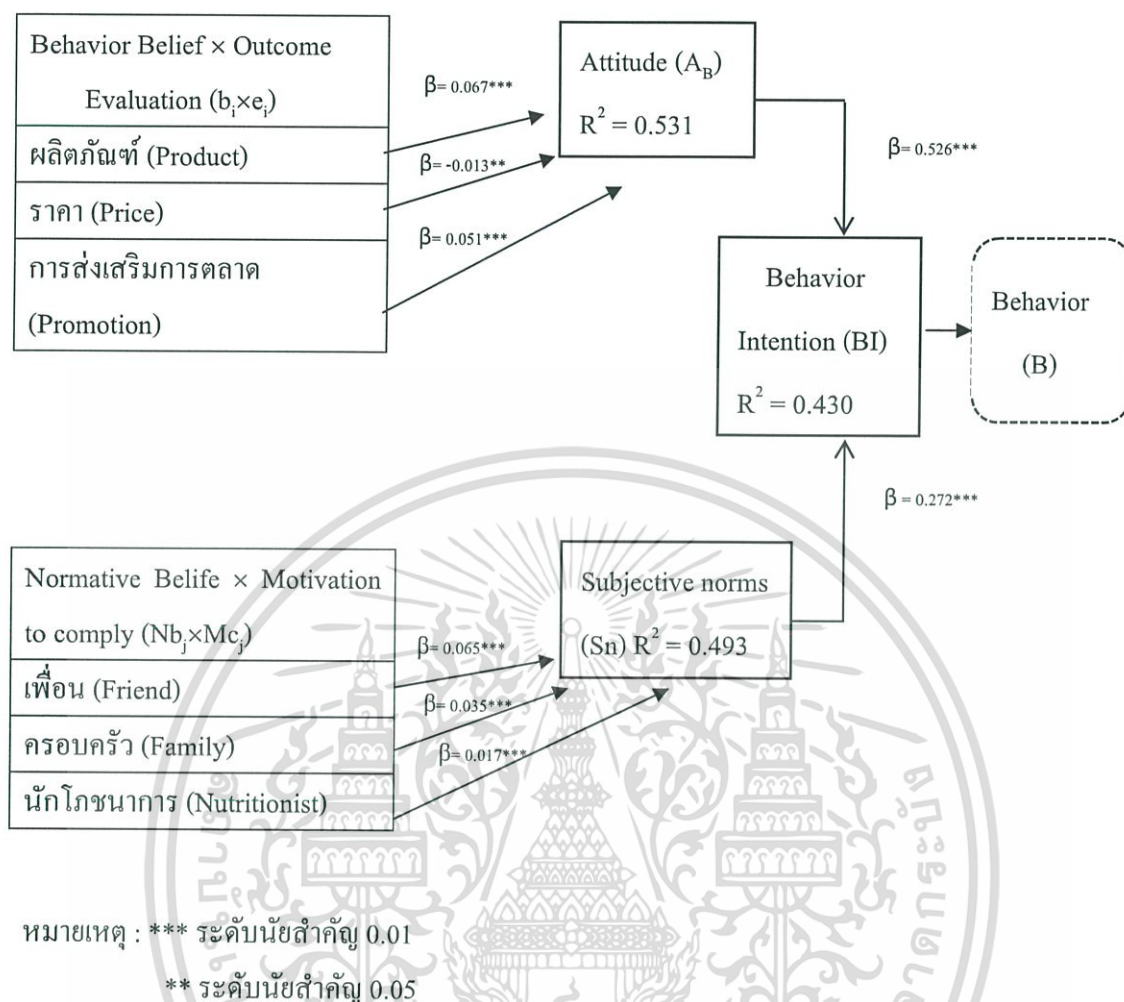 Behavior Belief × Outcome
Evaluation (bᵢ×eᵢ)
ผลิตภัณฑ์ (Product)
ราคา (Price)
การส่งเสริมการตลาด
(Promotion)
β= 0.067***
β= -0.013**
β= 0.051***
Attitude (A_B)
R² = 0.531
β= 0.526***
Behavior
Intention (BI)
R² = 0.430
Behavior
(B)
β = 0.272***
Normative Belife × Motivation
to comply (Nbⱼ×Mcⱼ)
เพื่อน (Friend)
ครอบครัว (Family)
นักโภชนาการ (Nutritionist)
β= 0.065***
β= 0.035***
β= 0.017***
Subjective norms
(Sn) R² = 0.493
หมายเหตุ : *** ระดับนัยสำคัญ 0.01
** ระดับนัยสำคัญ 0.05